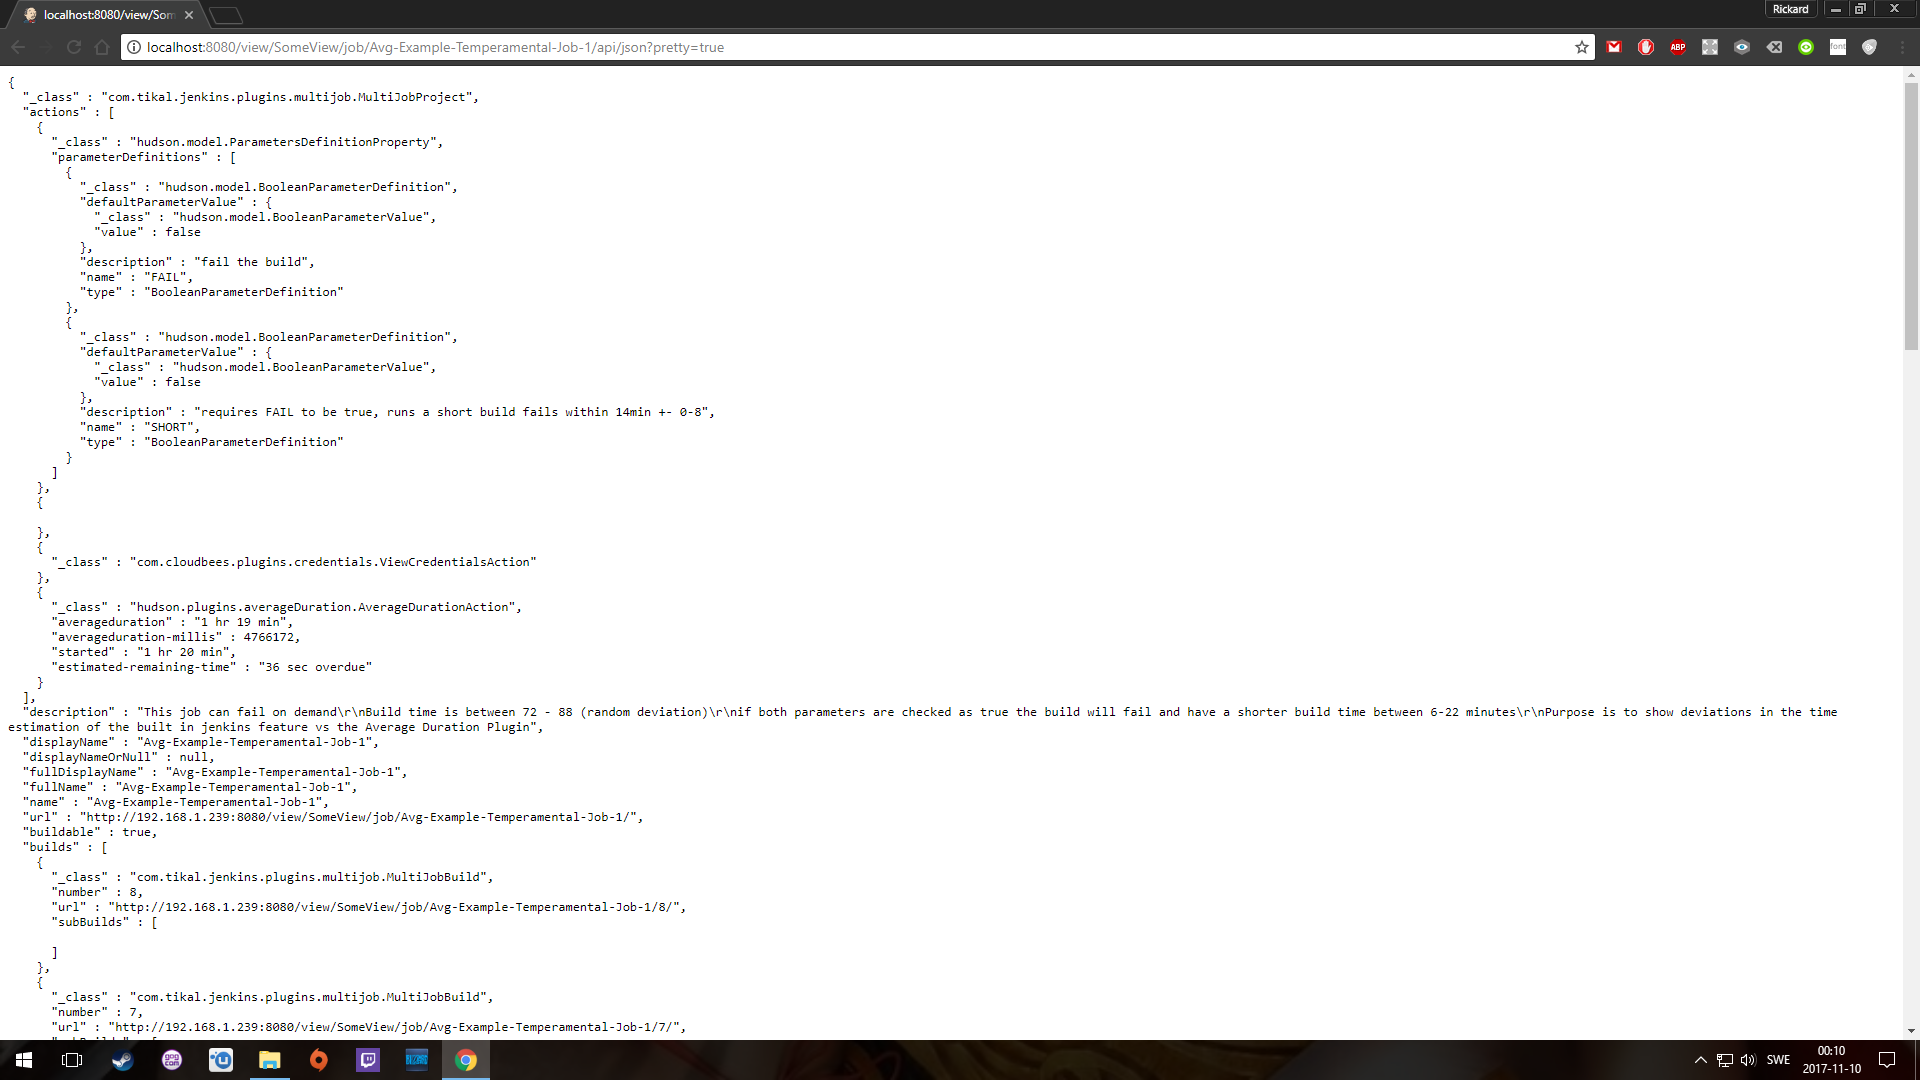 localhost:8080/view/Som
Rickard
localhost:8080/view/SomeView/job/Avg-Example-Temperamental-Job-1/api/json?pretty=true
ABP
font
{
"_class" : "com.tikal.jenkins.plugins.multijob.MultiJobProject",
"actions" : [
{
"_class" : "hudson.model.ParametersDefinitionProperty",
"parameterDefinitions" : [
{
"_class" : "hudson.model.BooleanParameterDefinition",
"defaultParameterValue" : {
"_class" : "hudson.model.BooleanParameterValue",
"value" : false
},
"description" : "fail the build",
"name" : "FAIL",
"type" : "BooleanParameterDefinition"
},
{
"_class" : "hudson.model.BooleanParameterDefinition",
"defaultParameterValue" : {
"_class" : "hudson.model.BooleanParameterValue",
"value" : false
},
"description" : "requires FAIL to be true, runs a short build fails within 14min +- 0-8",
"name" : "SHORT",
"type" : "BooleanParameterDefinition"
}
]
},
{
},
{
"_class" : "com.cloudbees.plugins.credentials.ViewCredentialsAction"
},
{
"_class" : "hudson.plugins.averageDuration.AverageDurationAction",
"averageduration" : "1 hr 19 min",
"averageduration-millis" : 4766172,
"started" : "1 hr 20 min",
"estimated-remaining-time" : "36 sec overdue"
}
],
"description" : "This job can fail on demand\r\nBuild time is between 72 - 88 (random deviation)\r\nif both parameters are checked as true the build will fail and have a shorter build time between 6-22 minutes\r\nPurpose is to show deviations in the time
estimation of the built in jenkins feature vs the Average Duration Plugin",
"displayName" : "Avg-Example-Temperamental-Job-1",
"displayNameOrNull" : null,
"fullDisplayName" : "Avg-Example-Temperamental-Job-1",
"fullName" : "Avg-Example-Temperamental-Job-1",
"name" : "Avg-Example-Temperamental-Job-1",
"url" : "http://192.168.1.239:8080/view/SomeView/job/Avg-Example-Temperamental-Job-1/",
"buildable" : true,
"builds" : [
{
"_class" : "com.tikal.jenkins.plugins.multijob.MultiJobBuild",
"number" : 8,
"url" : "http://192.168.1.239:8080/view/SomeView/job/Avg-Example-Temperamental-Job-1/8/",
"subBuilds" : [
]
},
{
"_class" : "com.tikal.jenkins.plugins.multijob.MultiJobBuild",
"number" : 7,
"url" : "http://192.168.1.239:8080/view/SomeView/job/Avg-Example-Temperamental-Job-1/7/",
gog
com
SWE
00:10
2017-11-10